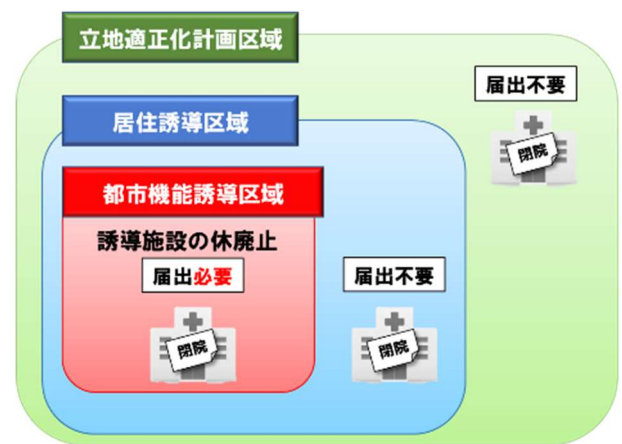 立地適正化計画区域
届出不要
閉院
居住誘導区域
都市機能誘導区域
誘導施設の休廃止
届出必要
閉院
届出不要
閉院